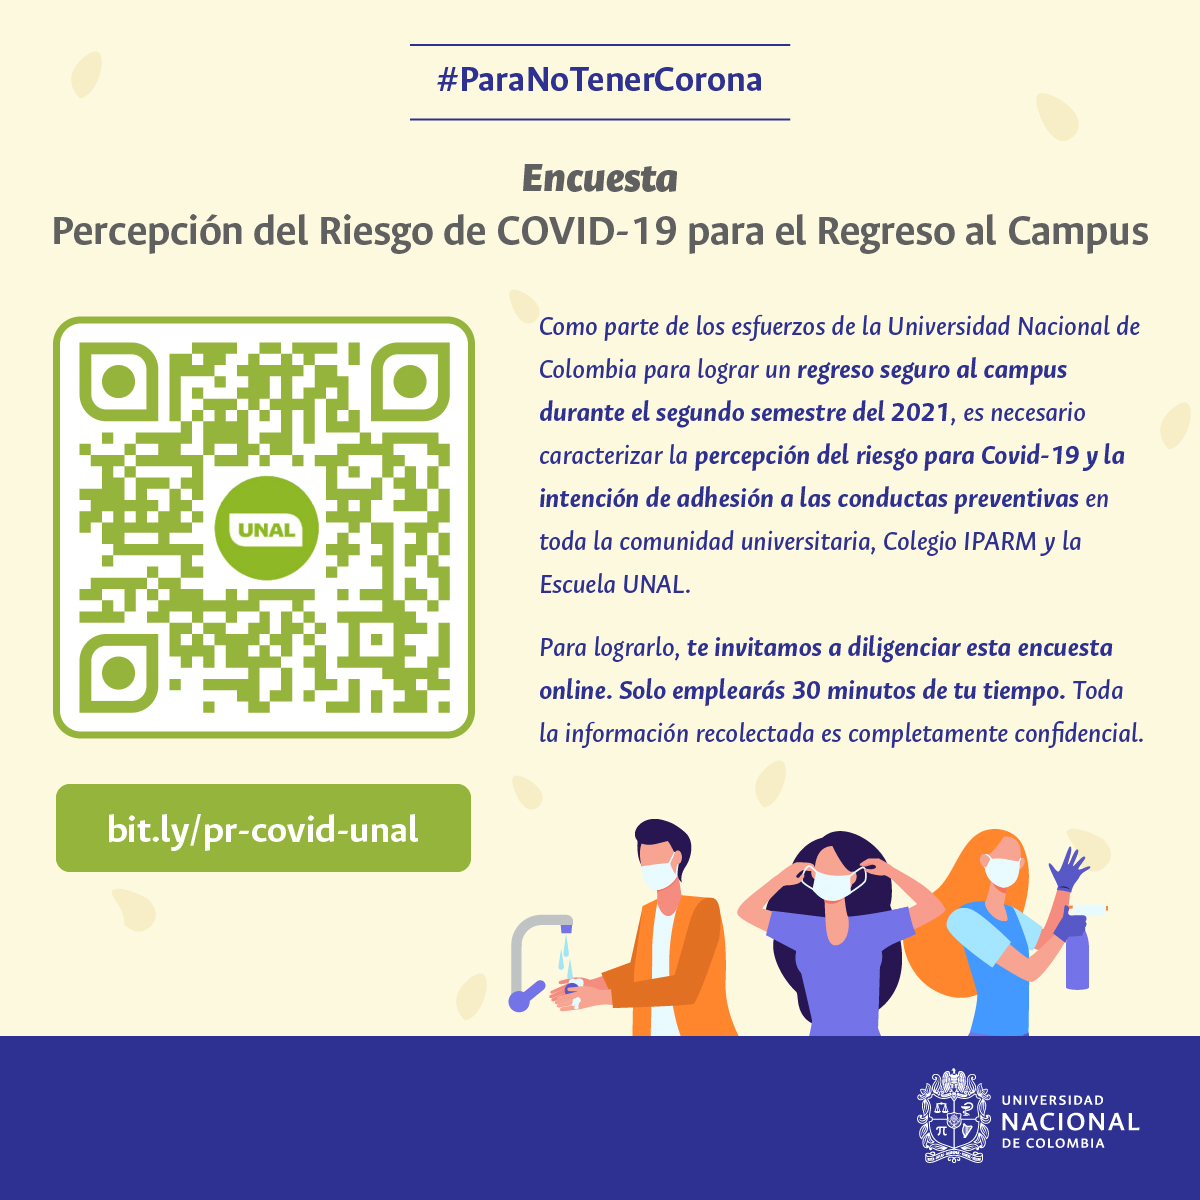 #ParaNoTenerCorona
Encuesta
Percepción del Riesgo de COVID-19 para el Regreso al Campus
UNAL
bit.ly/pr-covid-unal
Como parte de los esfuerzos de la Universidad Nacional de
Colombia para lograr un regreso seguro al campus
durante el segundo semestre del 2021, es necesario
caracterizar la percepción del riesgo para Covid-19 y la
intención de adhesión a las conductas preventivas en
toda la comunidad universitaria, Colegio IPARM y la
Escuela UNAL.
Para lograrlo, te invitamos a diligenciar esta encuesta
online. Solo emplearás 30 minutos de tu tiempo. Toda
la información recolectada es completamente confidencial.
UNIVERSIDAD
NACIONAL
DE COLOMBIA